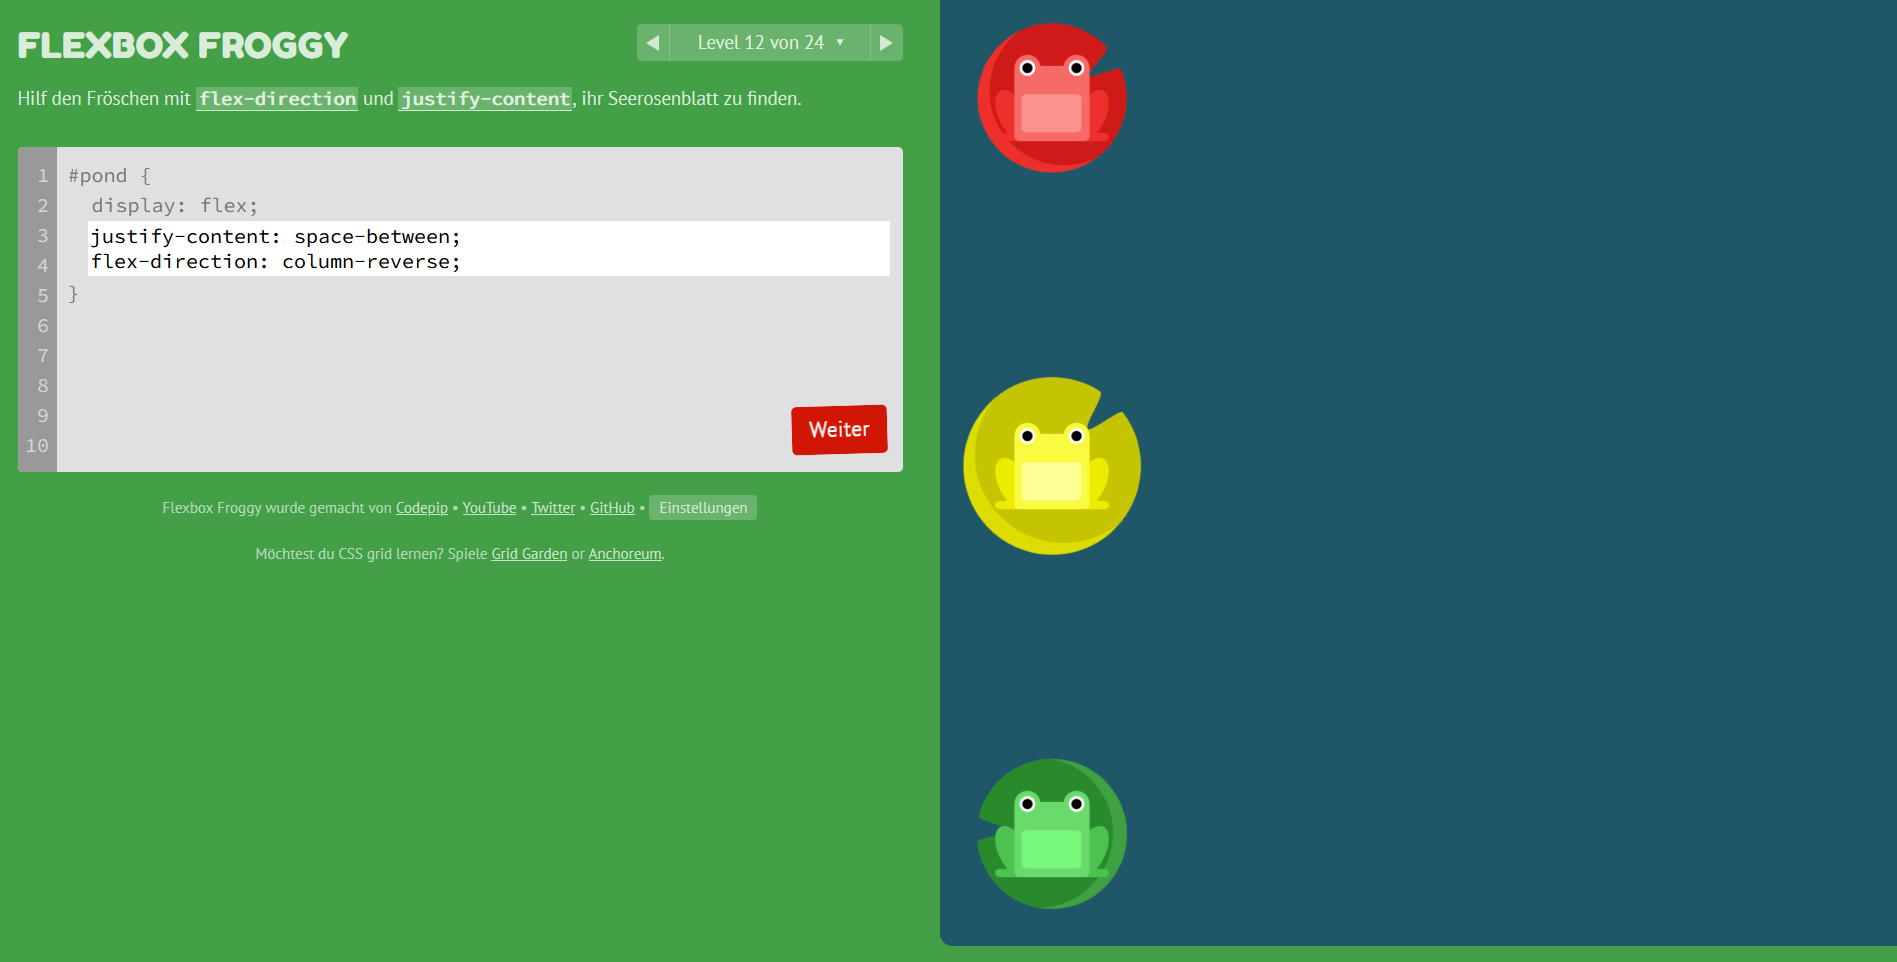 FLEXBOX FROGGY
◀ Level 12 von 24 ▼ ▶
Hilf den Fröschen mit flex-direction und justify-content, ihr Seerosenblatt zu finden.
1 #pond {
2 display: flex;
3 justify-content: space-between;
4 flex-direction: column-reverse;
5 }
6
7
8
9
10
Weiter
Flexbox Froggy wurde gemacht von Codepip • YouTube • Twitter • GitHub • Einstellungen
Möchtest du CSS grid lernen? Spiele Grid Garden or Anchoreum.